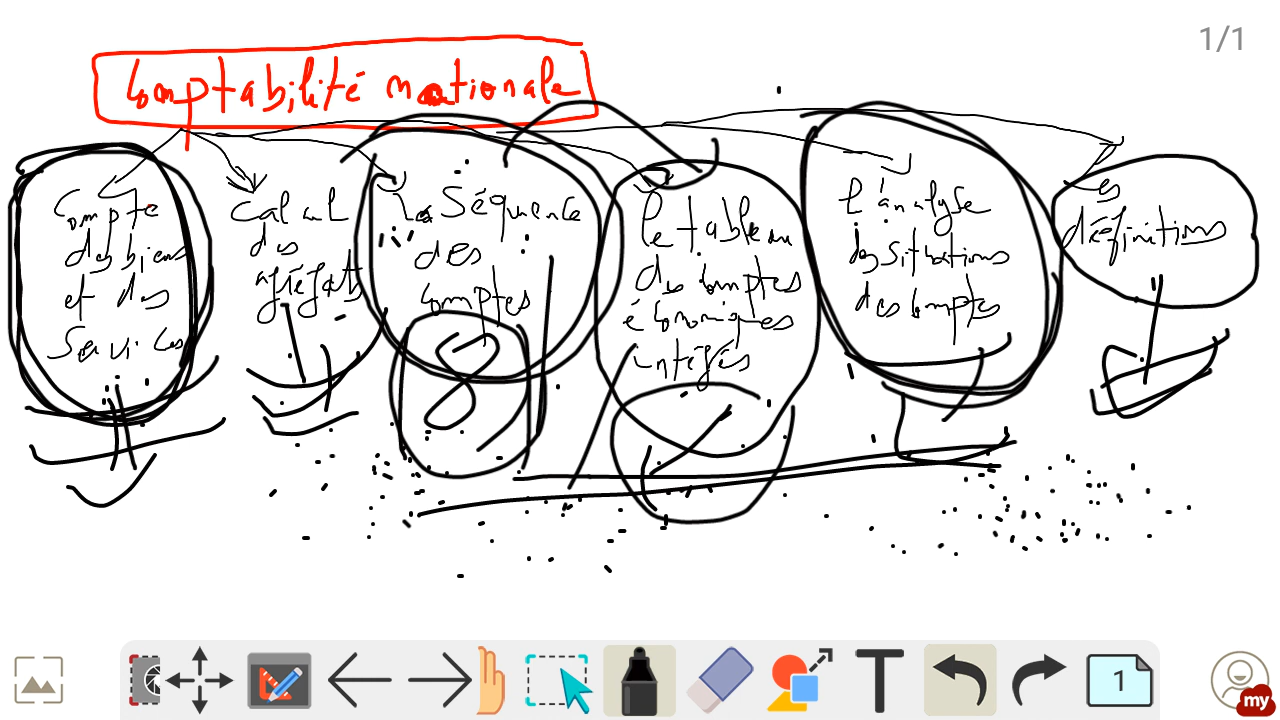 1/1
Comptabilité nationale
Compte
des biens
et des
Services
Calcul
des
agrégats
La Séquence
des
Comptes
le tableau
des Comptes
économiques
intégrés
l'analyse
des Situations
des Comptes
Les
définitions
1
my